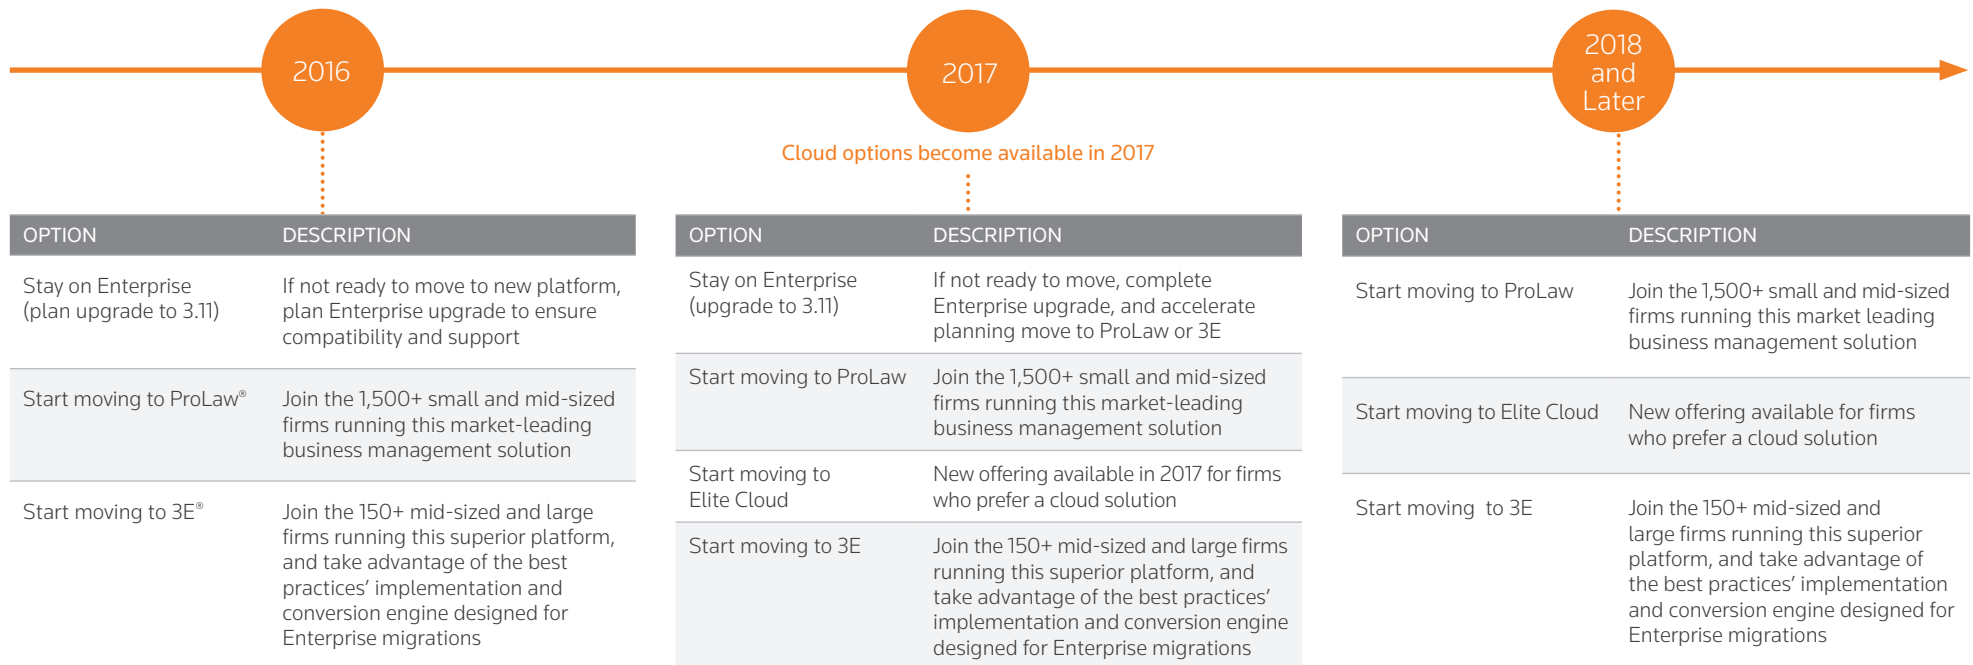 2016
2017
2018
and
Later
Cloud options become available in 2017
OPTION
DESCRIPTION
Stay on Enterprise
(plan upgrade to 3.11)
If not ready to move to new platform,
plan Enterprise upgrade to ensure
compatibility and support
Start moving to ProLaw®
Join the 1,500+ small and mid-sized
firms running this market-leading
business management solution
Start moving to 3E®
Join the 150+ mid-sized and large
firms running this superior platform,
and take advantage of the best
practices’ implementation and
conversion engine designed for
Enterprise migrations
OPTION
DESCRIPTION
Stay on Enterprise
(upgrade to 3.11)
If not ready to move, complete
Enterprise upgrade, and accelerate
planning move to ProLaw or 3E
Start moving to ProLaw
Join the 1,500+ small and mid-sized
firms running this market-leading
business management solution
Start moving to
Elite Cloud
New offering available in 2017 for firms
who prefer a cloud solution
Start moving to 3E
Join the 150+ mid-sized and large firms
running this superior platform, and
take advantage of the best practices’
implementation and conversion engine
designed for Enterprise migrations
OPTION
DESCRIPTION
Start moving to ProLaw
Join the 1,500+ small and mid-sized
firms running this market leading
business management solution
Start moving to Elite Cloud
New offering available for firms
who prefer a cloud solution
Start moving to 3E
Join the 150+ mid-sized and
large firms running this superior
platform, and take advantage of
the best practices’ implementation
and conversion engine designed for
Enterprise migrations